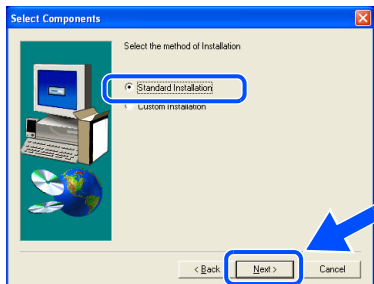 Select Components
Select the method of Installation
Standard Installation
Custom Installation
< Back
Next >
Cancel